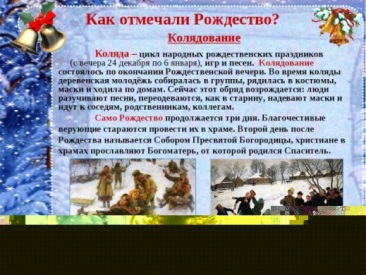 Как отмечали Рождество?
Колядование
Коляда – цикл народных рождественских праздников
(с вечера 24 декабря по 6 января), игр и песен. Колядование
состоялось по окончании Рождественской вечери. Во время коляды
деревенская молодёжь собиралась в группы, рядилась в костюмы,
маски и ходила по домам. Сейчас этот обряд возрождается: люди
разучивают песни, переодеваются, как в старину, надевают маски и
идут к соседям, родственникам, коллегам.
Само Рождество продолжается три дня. Благочестивые
верующие стараются провести их в храме. Второй день после
Рождества называется Собором Пресвятой Богородицы, христиане в
храмах прославляют Богоматерь, от которой родился Спаситель.